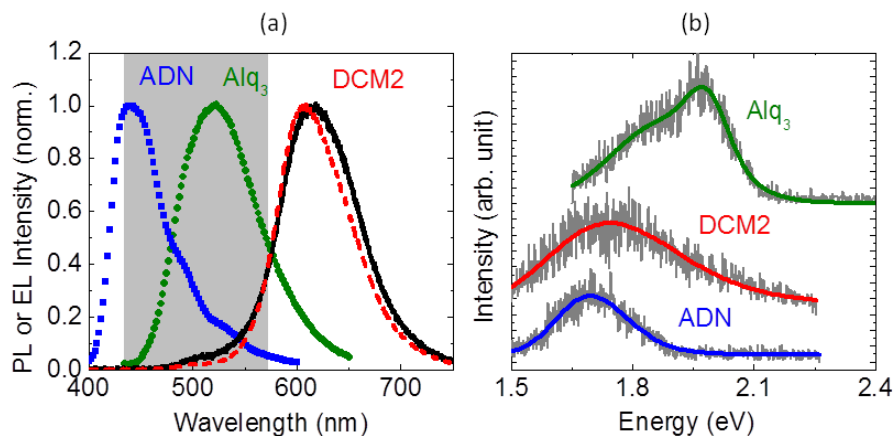 (a)
PL or EL Intensity (norm.)
1.2
1.0
0.8
0.6
0.4
0.2
0.0
ADN
Alq3
DCM2
400 500 600 700
Wavelength (nm)
(b)
Intensity (arb. unit)
Alq3
DCM2
ADN
1.5 1.8 2.1 2.4
Energy (eV)